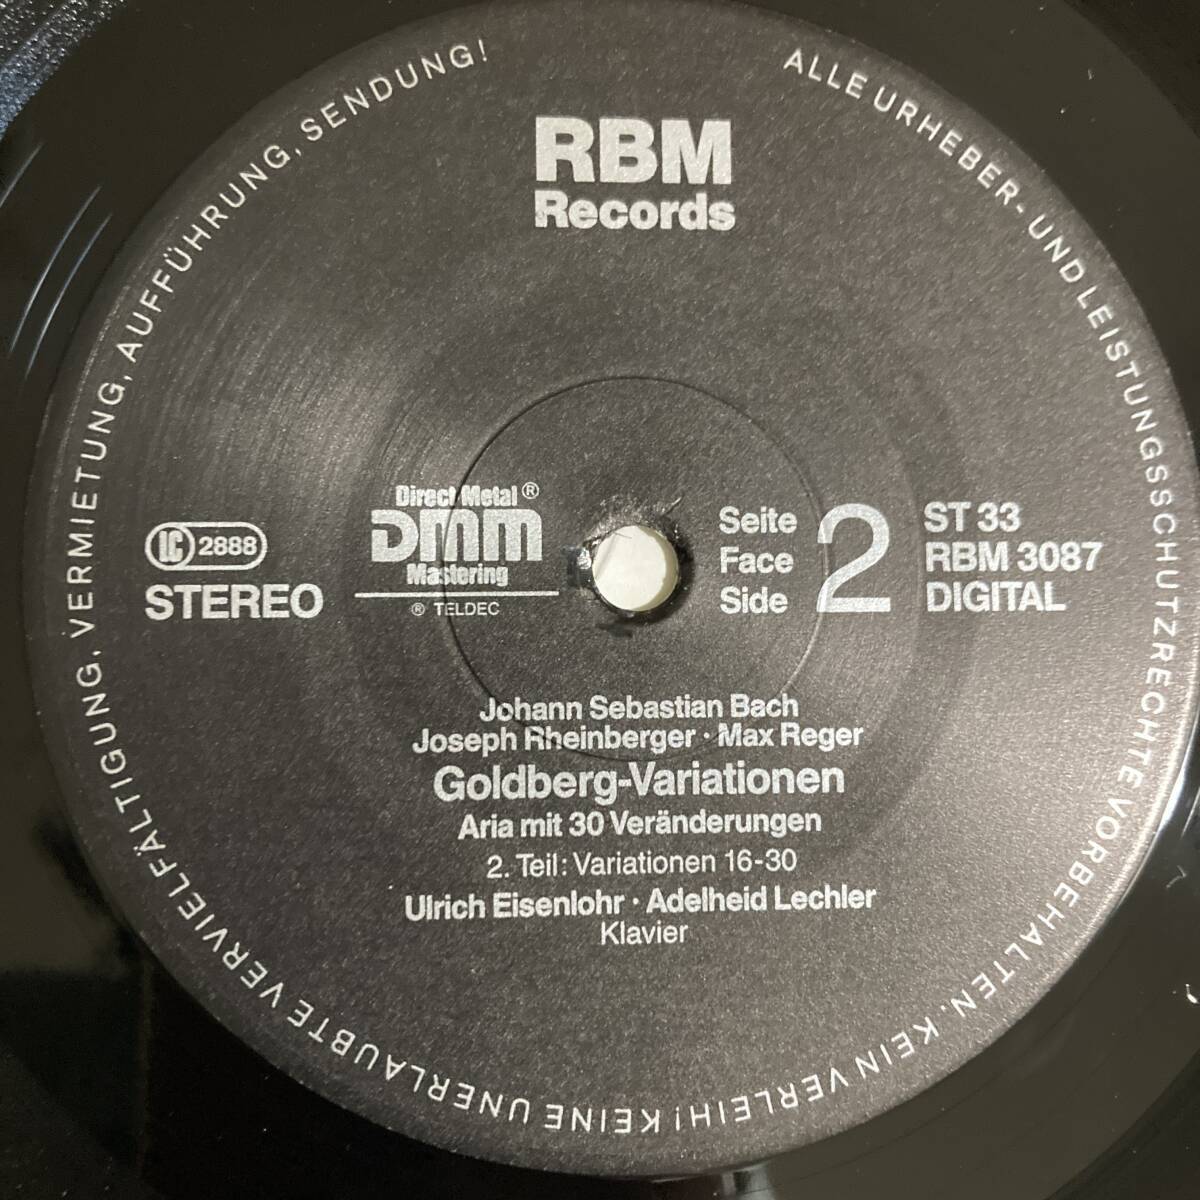 RBM
Records
LC 2888
STEREO
Direct Metal ®
DMM
Mastering
® TELDEC
Seite
Face
Side
2
ST 33
RBM 3087
DIGITAL
Johann Sebastian Bach
Joseph Rheinberger · Max Reger
Goldberg-Variationen
Aria mit 30 Veränderungen
2. Teil: Variationen 16-30
Ulrich Eisenlohr · Adelheid Lechler
Klavier
ALLE URHEBER- UND LEISTUNGSSCHUTZRECHTE VORBEHALTEN. KEIN VERLEIH! KEINE UNERLAUBTE VERVIELFÄLTIGUNG, VERMIETUNG, AUFFÜHRUNG, SENDUNG!